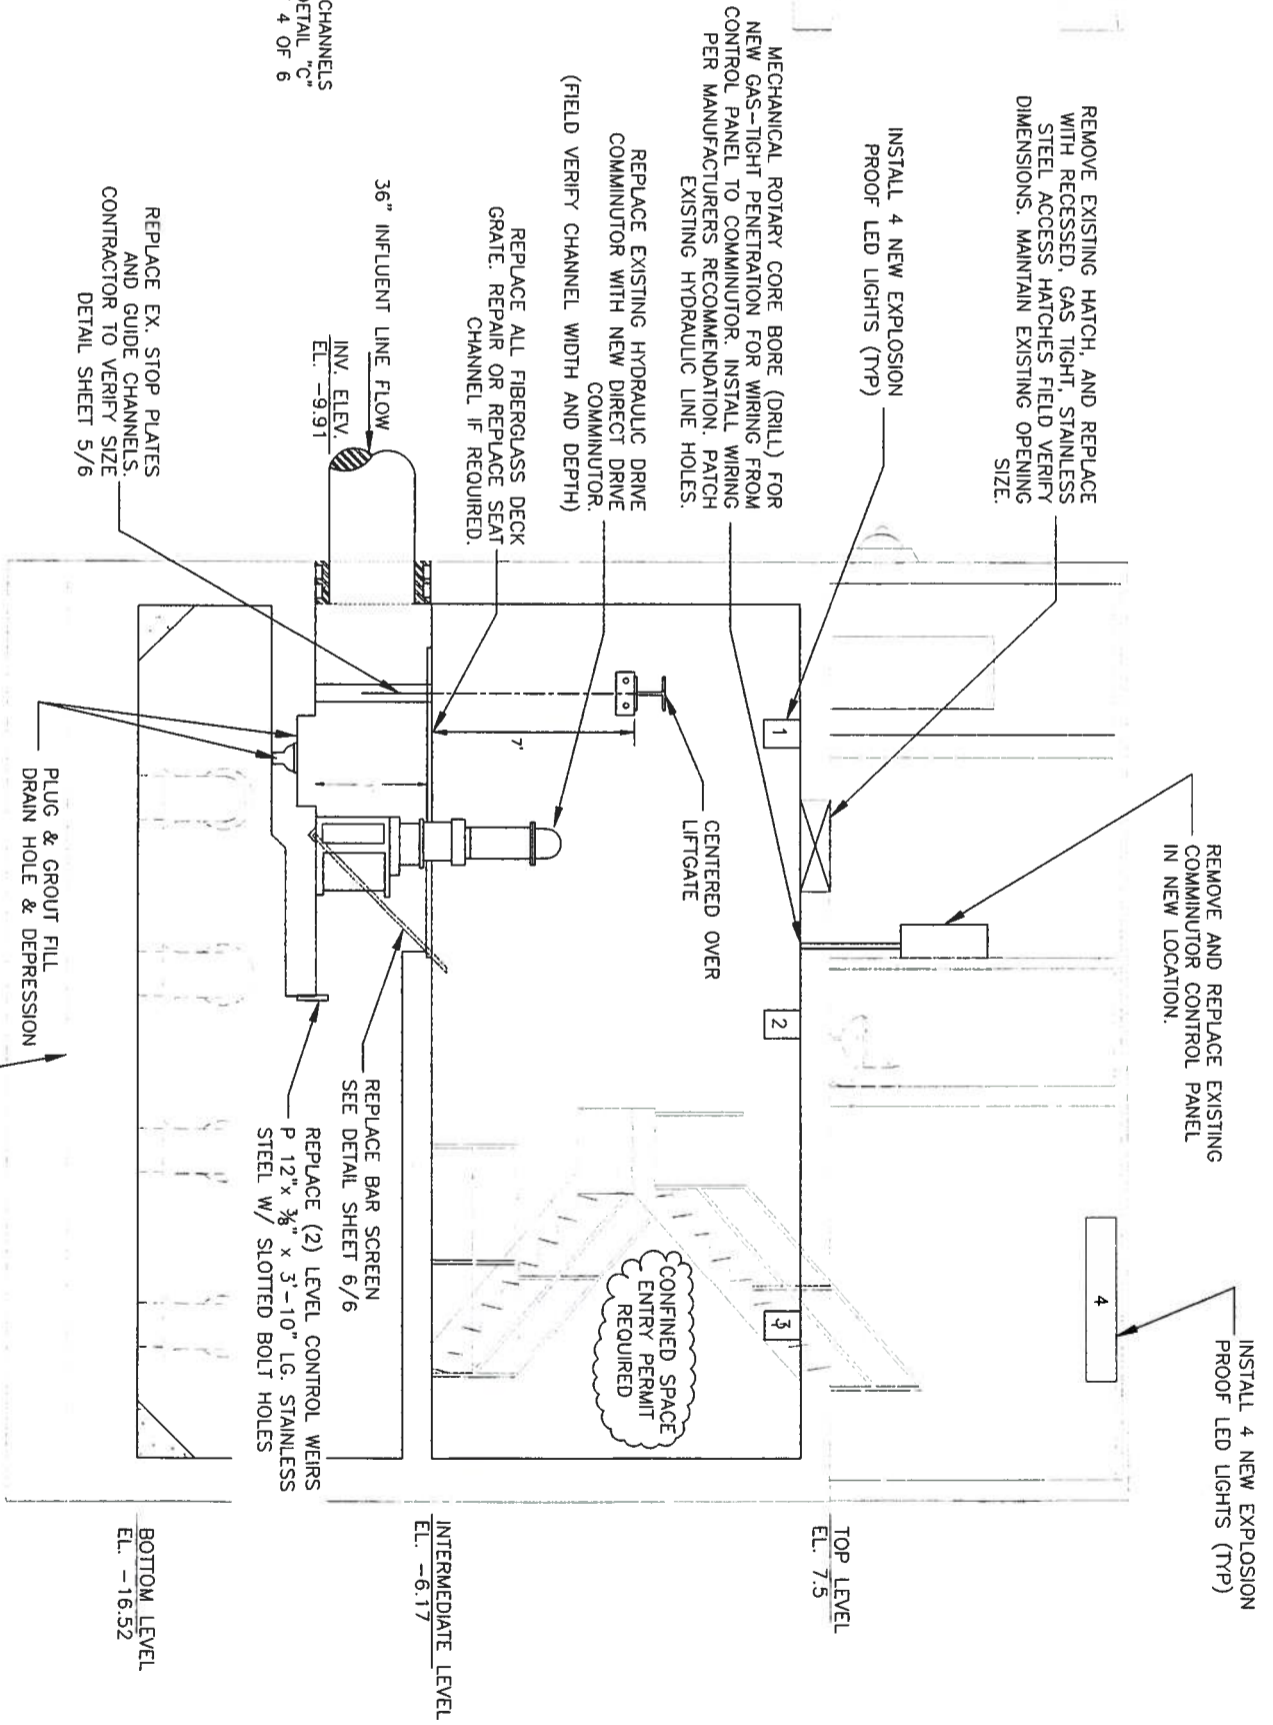 INSTALL 4 NEW EXPLOSION
PROOF LED LIGHTS (TYP)
REMOVE AND REPLACE EXISTING
COMMINUTOR CONTROL PANEL
IN NEW LOCATION.
REMOVE EXISTING HATCH, AND REPLACE
WITH RECESSED, GAS TIGHT, STAINLESS
STEEL ACCESS HATCHES FIELD VERIFY
DIMENSIONS. MAINTAIN EXISTING OPENING
SIZE.
INSTALL 4 NEW EXPLOSION
PROOF LED LIGHTS (TYP)
MECHANICAL ROTARY CORE BORE (DRILL) FOR
NEW GAS-TIGHT PENETRATION FOR WIRING FROM
CONTROL PANEL TO COMMINUTOR. INSTALL WIRING
PER MANUFACTURERS RECOMMENDATION. PATCH
EXISTING HYDRAULIC LINE HOLES.
REPLACE EXISTING HYDRAULIC DRIVE
COMMINUTOR WITH NEW DIRECT DRIVE
COMMINUTOR.
(FIELD VERIFY CHANNEL WIDTH AND DEPTH)
REPLACE ALL FIBERGLASS DECK
GRATE. REPAIR OR REPLACE SEAT
CHANNEL IF REQUIRED.
36" INFLUENT LINE FLOW
INV. ELEV.
EL. -9.91
CHANNELS
DETAIL "C"
4 OF 6
REPLACE EX. STOP PLATES
AND GUIDE CHANNELS.
CONTRACTOR TO VERIFY SIZE
DETAIL SHEET 5/6
4
1
2
3
7'
CENTERED OVER
LIFTGATE
CONFINED SPACE
ENTRY PERMIT
REQUIRED
REPLACE BAR SCREEN
SEE DETAIL SHEET 6/6
REPLACE (2) LEVEL CONTROL WEIRS
P 12"x ⅜" x 3'-10" LG. STAINLESS
STEEL W/ SLOTTED BOLT HOLES
PLUG & GROUT FILL
DRAIN HOLE & DEPRESSION
TOP LEVEL
EL. 7.5
INTERMEDIATE LEVEL
EL. -6.17
BOTTOM LEVEL
EL. -16.52